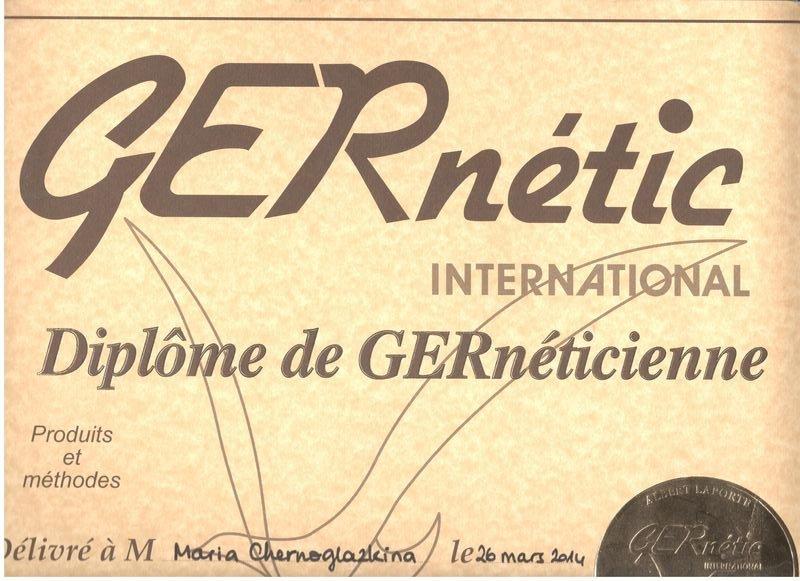 GERnétic
INTERNATIONAL
Diplôme de GERnéticienne
Produits
et
méthodes
Délivré à M Maria Chernoglazkina le 26 mars 2014
ALBERT LAPORTE
GERnétic
INTERNATIONAL